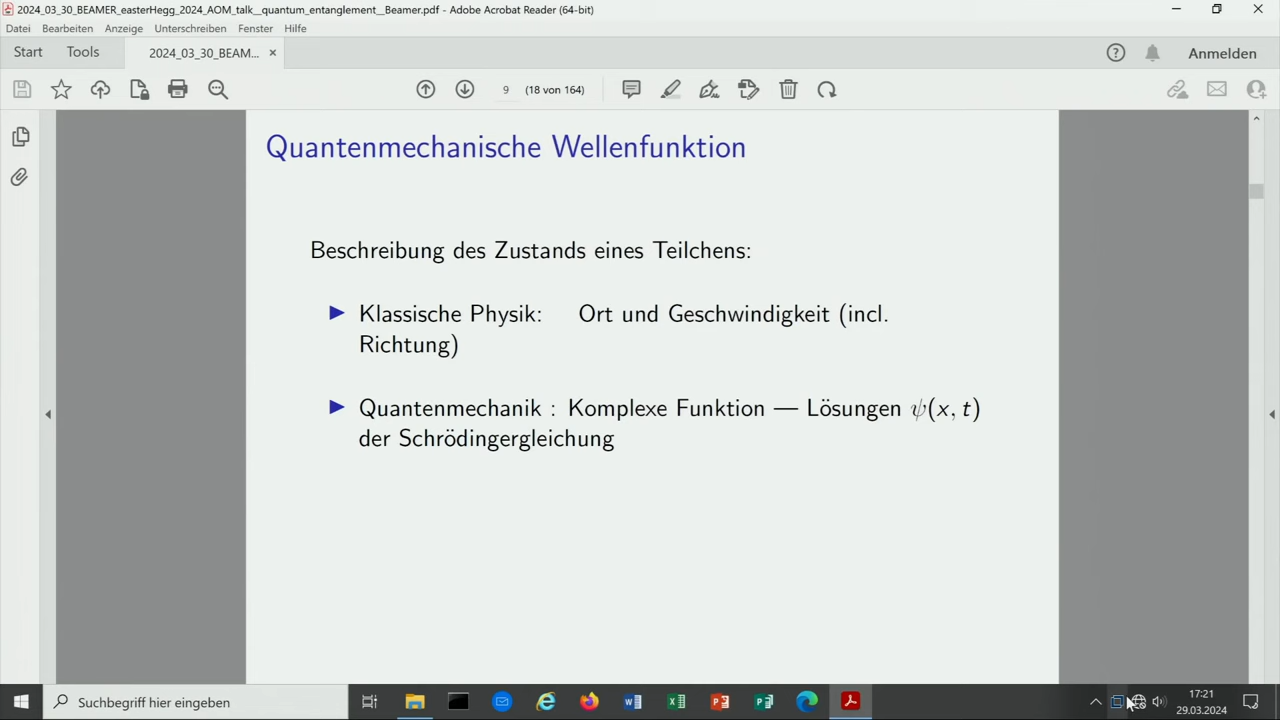 2024_03_30_BEAMER_easterHegg_2024_AOM_talk__quantum_entanglement__Beamer.pdf - Adobe Acrobat Reader (64-bit)
Datei Bearbeiten Anzeige Unterschreiben Fenster Hilfe
Start Tools 2024_03_30_BEAM... × Anmelden
9 (18 von 164)
Quantenmechanische Wellenfunktion
Beschreibung des Zustands eines Teilchens:
▶ Klassische Physik: Ort und Geschwindigkeit (incl.
Richtung)
▶ Quantenmechanik : Komplexe Funktion — Lösungen ψ(x, t)
der Schrödingergleichung
Suchbegriff hier eingeben
17:21
29.03.2024